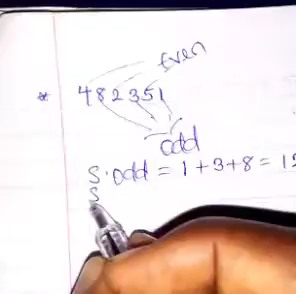 Even
* 482351
odd
S.odd = 1+3+8 =
S